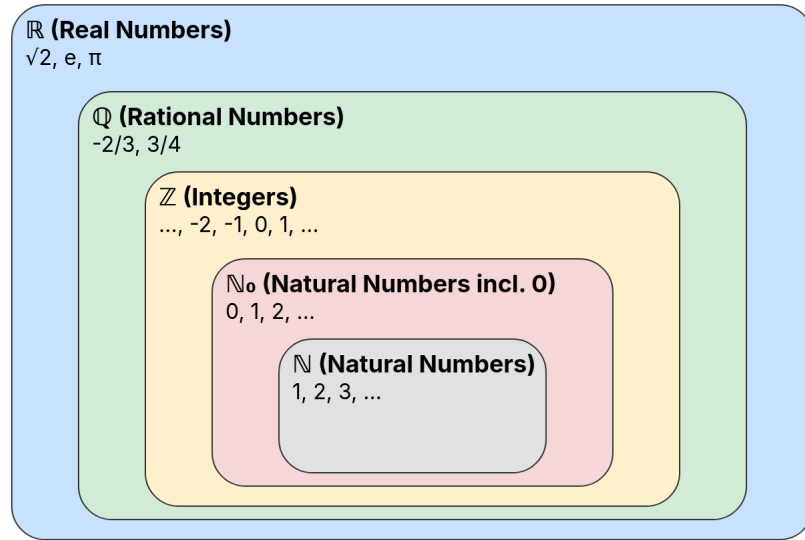 ℝ (Real Numbers)
√2, e, π
ℚ (Rational Numbers)
-2/3, 3/4
ℤ (Integers)
..., -2, -1, 0, 1, ...
ℕ₀ (Natural Numbers incl. 0)
0, 1, 2, ...
ℕ (Natural Numbers)
1, 2, 3, ...